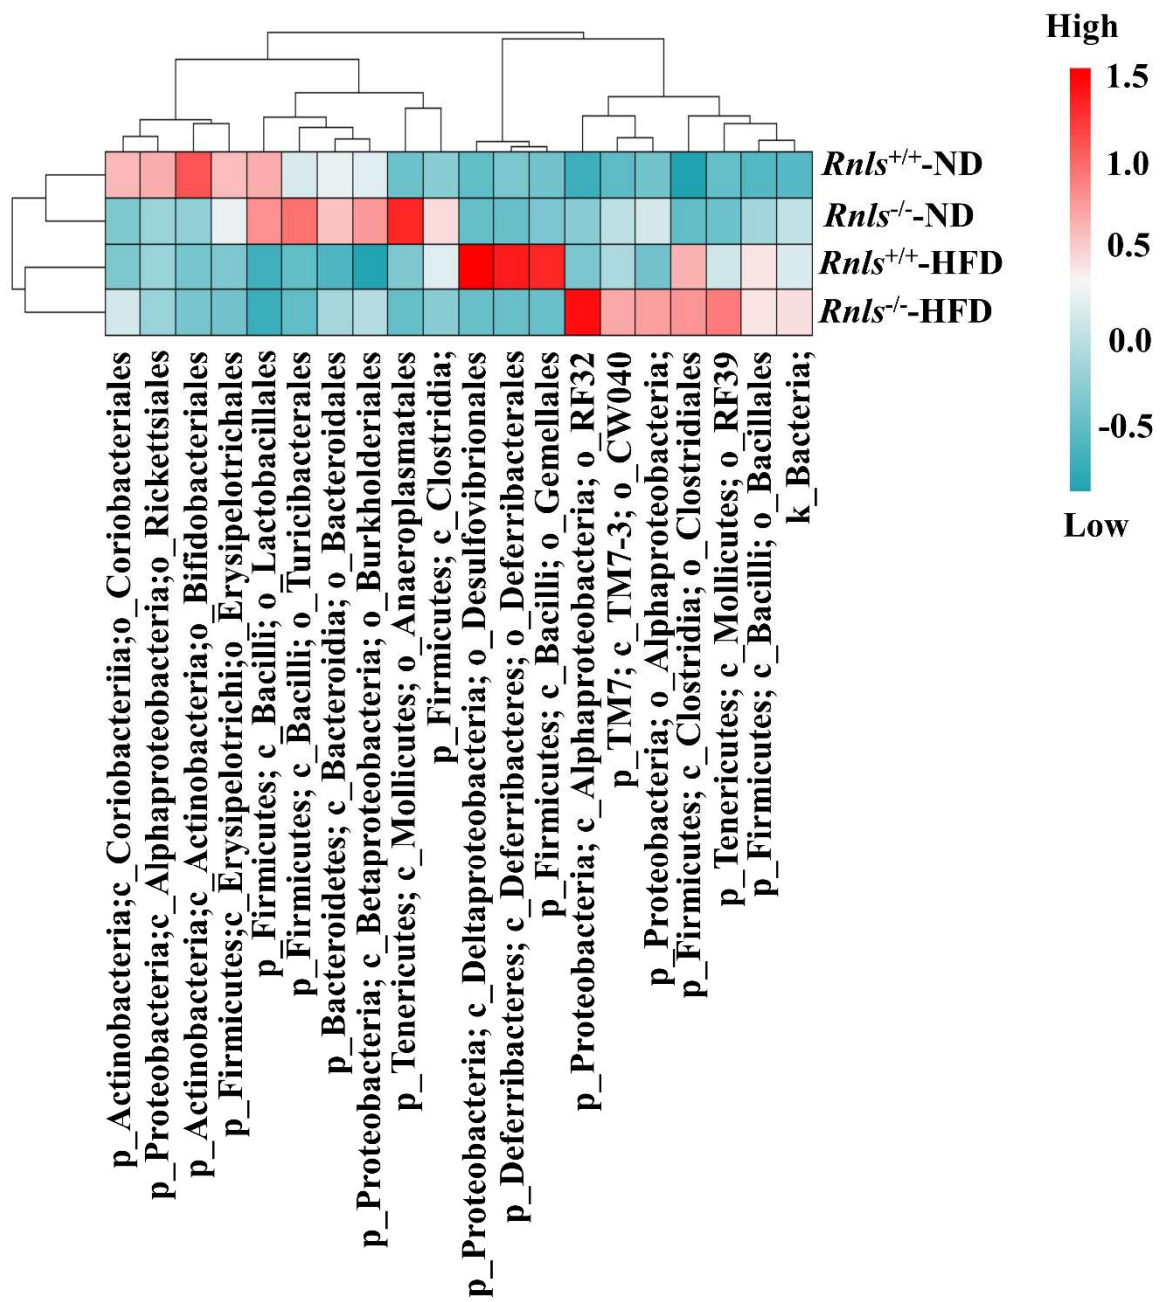 High
1.5
1.0
0.5
0.0
-0.5
Low
Rnls+/+-ND
Rnls-/--ND
Rnls+/+-HFD
Rnls-/--HFD
p_Actinobacteria;c_Coriobacteriia;o_Coriobacteriales
p_Proteobacteria;c_Alphaproteobacteria;o_Rickettsiales
p_Actinobacteria;c_Actinobacteria;o_Bifidobacteriales
p_Firmicutes;c_Erysipelotrichi;o_Erysipelotrichales
p_Firmicutes; c_Bacilli; o_Lactobacillales
p_Firmicutes; c_Bacilli; o_Turicibacterales
p_Bacteroidetes; c_Bacteroidia; o_Bacteroidales
p_Proteobacteria; c_Betaproteobacteria; o_Burkholderiales
p_Tenericutes; c_Mollicutes; o_Anaeroplasmatales
p_Firmicutes; c_Clostridia;
p_Proteobacteria; c_Deltaproteobacteria; o_Desulfovibrionales
p_Deferribacteres; c_Deferribacteres; o_Deferribacterales
p_Firmicutes; c_Bacilli; o_Gemellales
p_Proteobacteria; c_Alphaproteobacteria; o_RF32
p_TM7; c_TM7-3; o_CW040
p_Proteobacteria; o_Alphaproteobacteria;
p_Firmicutes; c_Clostridia; o_Clostridiales
p_Tenericutes; c_Mollicutes; o_RF39
p_Firmicutes; c_Bacilli; o_Bacillales
k_Bacteria;